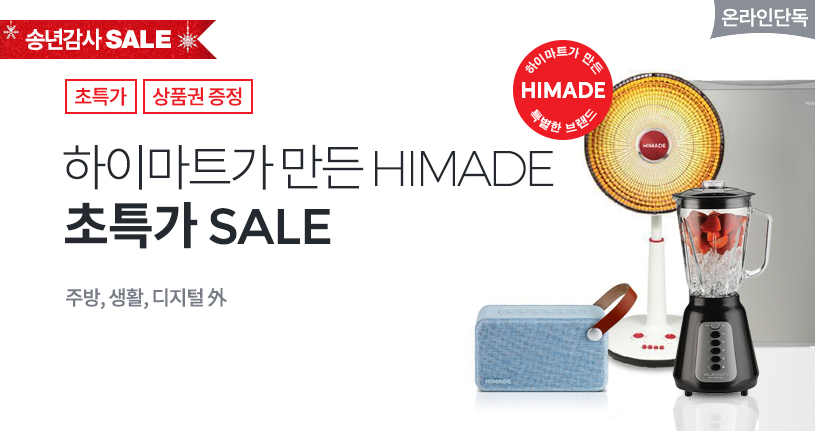 온라인단독
송년감사 SALE
초특가
상품권 증정
하이마트가 만든
HIMADE
특별한 브랜드
하이마트가 만든 HIMADE
초특가 SALE
주방, 생활, 디지털 外
HIMADE
HIMADE